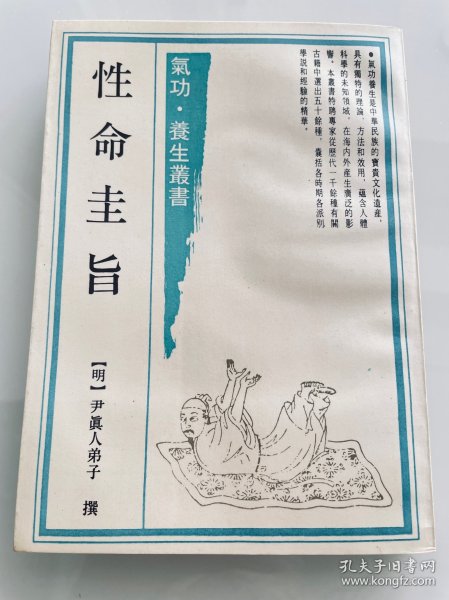 ●氣功養生是中華民族的寶貴文化遺産，
具有獨特的理論、方法和效用，蘊含人體
科學的未知領域，在海内外産生廣泛的影
響。本叢書特聘專家從歷代一千餘種有關
古籍中選出五十餘種，囊括各時期各派别
學説和經驗的精華。
氣功·養生叢書
性命圭旨
【明】尹眞人弟子 撰
孔夫子旧书网
www.kongfz.com